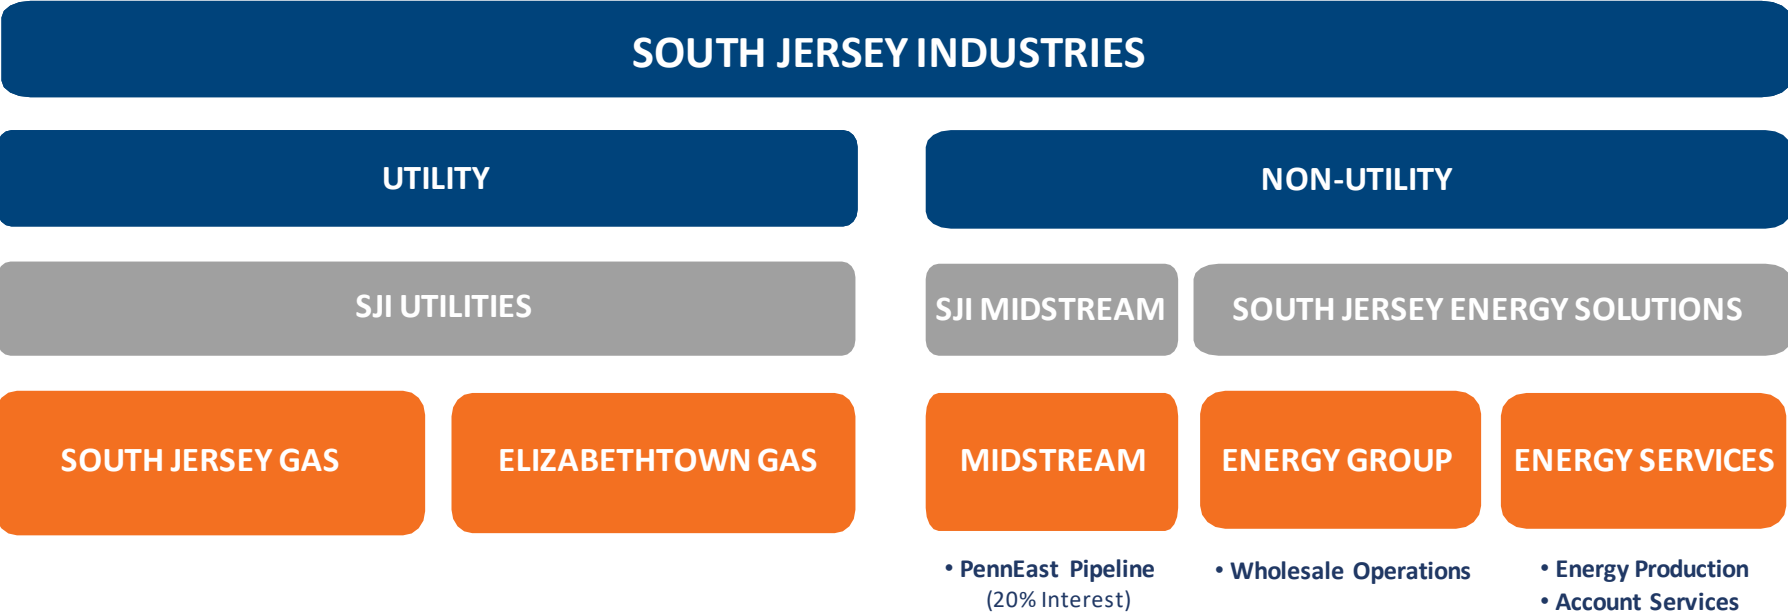 SOUTH JERSEY INDUSTRIES
UTILITY
NON-UTILITY
SJI UTILITIES
SJI MIDSTREAM
SOUTH JERSEY ENERGY SOLUTIONS
SOUTH JERSEY GAS
ELIZABETHTOWN GAS
MIDSTREAM
ENERGY GROUP
ENERGY SERVICES
• PennEast Pipeline
(20% Interest)
• Wholesale Operations
• Energy Production
• Account Services